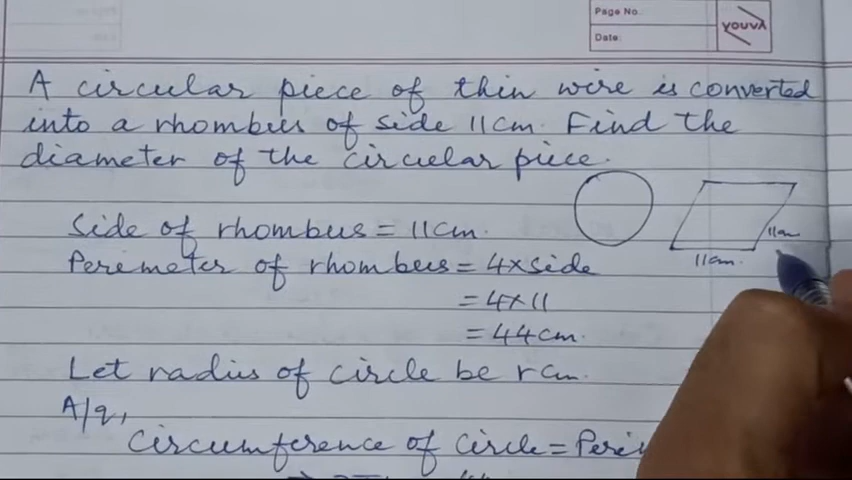 Page No.
Date:
YOUVA
A circular piece of thin wire is converted
into a rhombus of side 11cm. Find the
diameter of the circular piece.
Side of rhombus = 11cm.
11cm
Perimeter of rhombus = 4×side
11cm.
= 4×11
= 44cm.
Let radius of circle be r cm.
A/q,
Circumference of Circle =